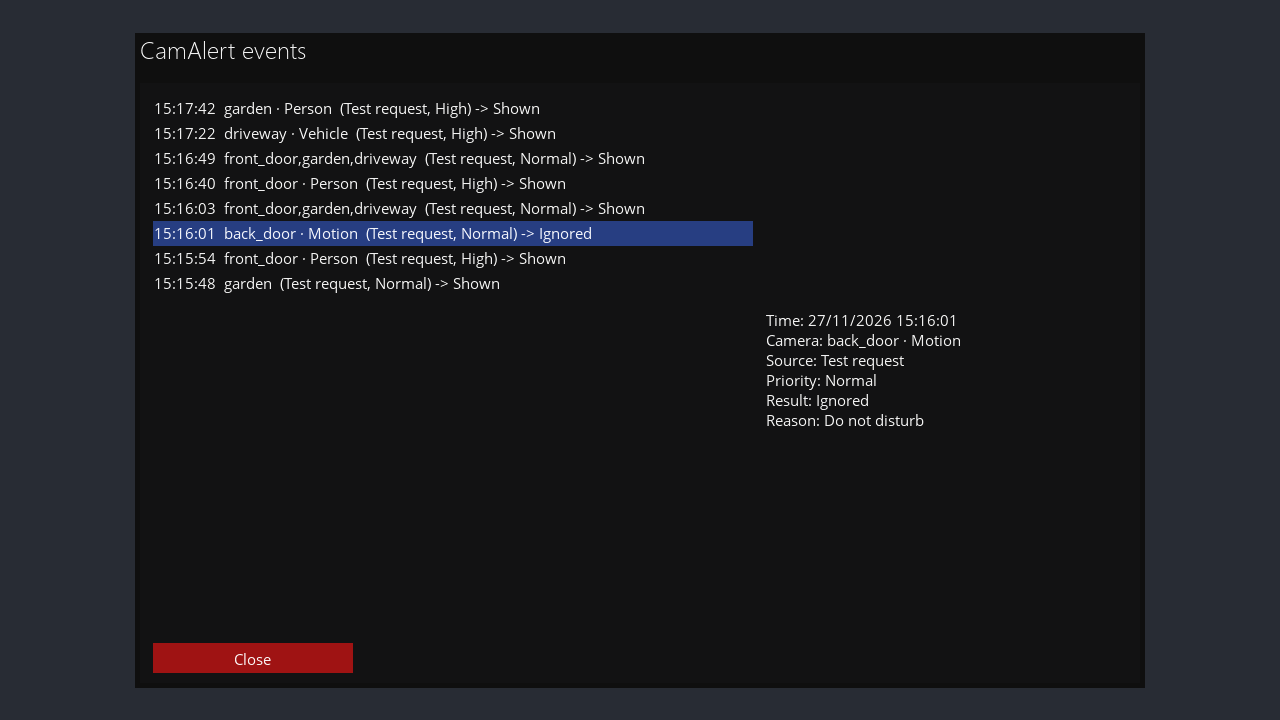 CamAlert events
15:17:42  garden · Person  (Test request, High) -> Shown
15:17:22  driveway · Vehicle  (Test request, High) -> Shown
15:16:49  front_door,garden,driveway  (Test request, Normal) -> Shown
15:16:40  front_door · Person  (Test request, High) -> Shown
15:16:03  front_door,garden,driveway  (Test request, Normal) -> Shown
15:16:01  back_door · Motion  (Test request, Normal) -> Ignored
15:15:54  front_door · Person  (Test request, High) -> Shown
15:15:48  garden  (Test request, Normal) -> Shown
Time: 27/11/2026 15:16:01
Camera: back_door · Motion
Source: Test request
Priority: Normal
Result: Ignored
Reason: Do not disturb
Close